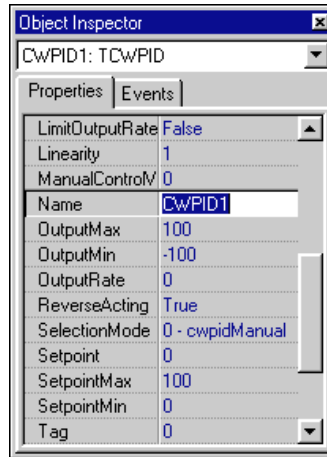 Object Inspector
CWPID1: TCWPID
Properties Events
LimitOutputRate False
Linearity 1
ManualControlV 0
Name CWPID1
OutputMax 100
OutputMin -100
OutputRate 0
ReverseActing True
SelectionMode 0 - cwpidManual
Setpoint 0
SetpointMax 100
SetpointMin 0
Tag 0